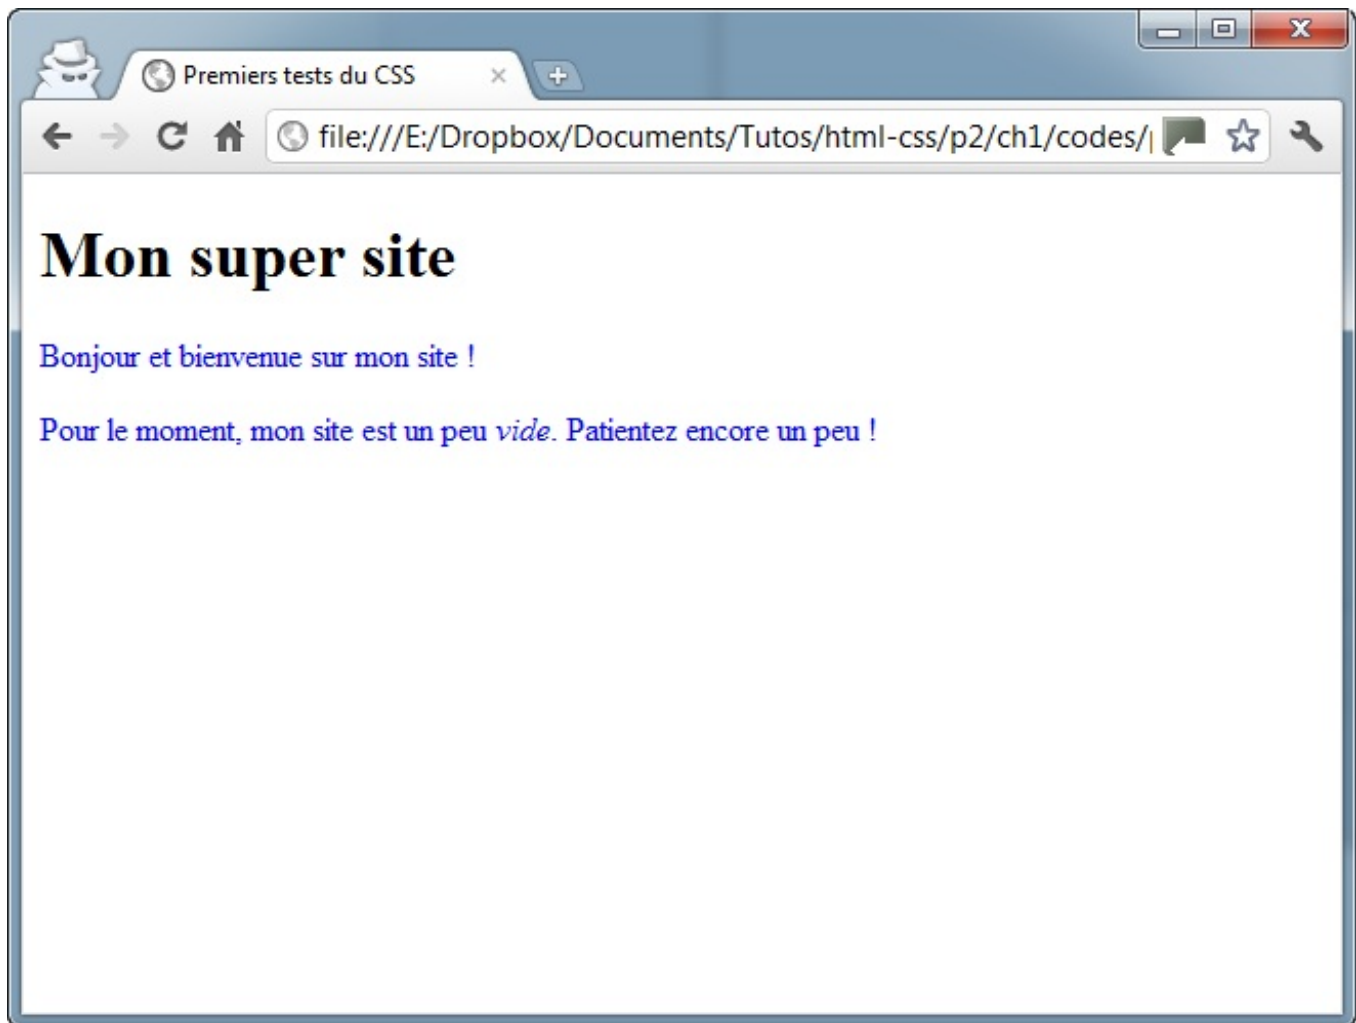 Premiers tests du CSS
file:///E:/Dropbox/Documents/Tutos/html-css/p2/ch1/codes/
Mon super site
Bonjour et bienvenue sur mon site !
Pour le moment, mon site est un peu vide. Patientez encore un peu !